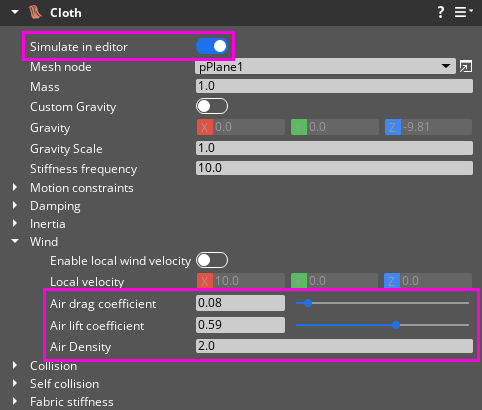 Cloth ?
Simulate in editor
Mesh node pPlane1
Mass 1.0
Custom Gravity
Gravity X 0.0 Y 0.0 Z -9.81
Gravity Scale 1.0
Stiffness frequency 10.0
Motion constraints
Damping
Inertia
Wind
Enable local wind velocity
Local velocity X 10.0 Y 0.0 Z 0.0
Air drag coefficient 0.08
Air lift coefficient 0.59
Air Density 2.0
Collision
Self collision
Fabric stiffness